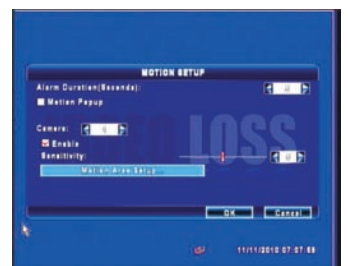 MOTION SETUP
Alarm Duration(Seconds):
Motion Popup
Camera:
Enable
Sensitivity:
Motion Area Setup...
LOSS
OK Cancel
11/11/2010 07:07: